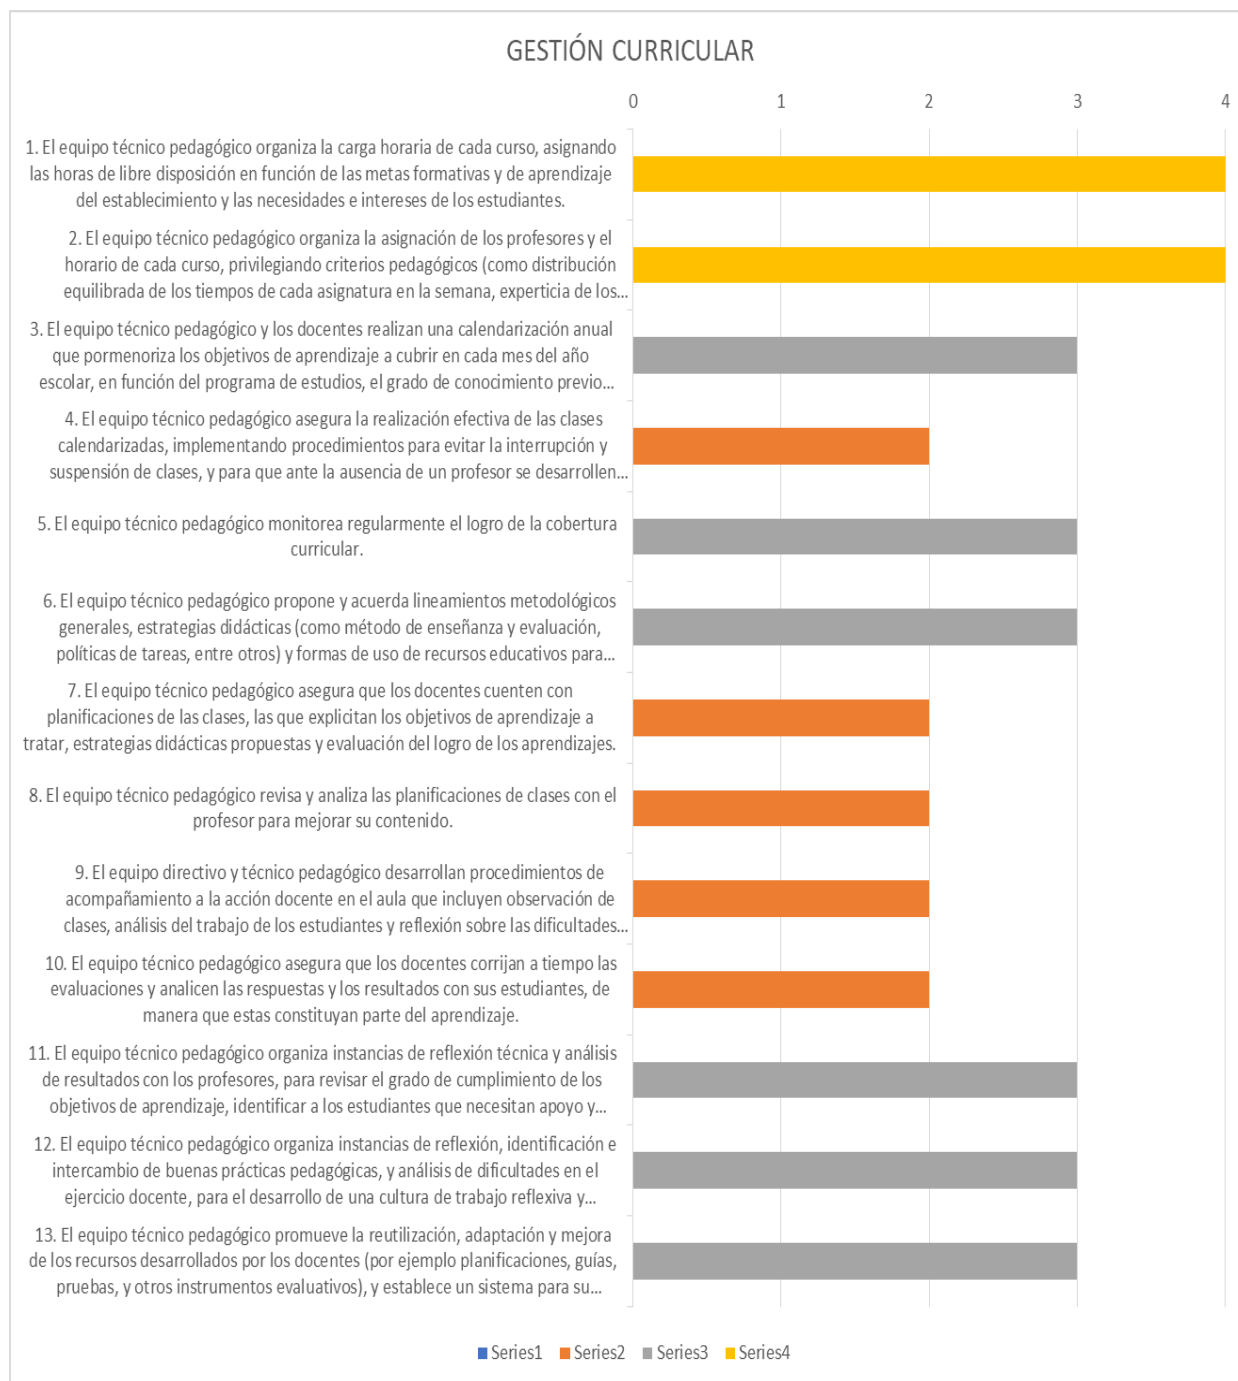 GESTIÓN CURRICULAR
0 1 2 3 4
1. El equipo técnico pedagógico organiza la carga horaria de cada curso, asignando
las horas de libre disposición en función de las metas formativas y de aprendizaje
del establecimiento y las necesidades e intereses de los estudiantes.
2. El equipo técnico pedagógico organiza la asignación de los profesores y el
horario de cada curso, privilegiando criterios pedagógicos (como distribución
equilibrada de los tiempos de cada asignatura en la semana, experticia de los...
3. El equipo técnico pedagógico y los docentes realizan una calendarización anual
que pormenoriza los objetivos de aprendizaje a cubrir en cada mes del año
escolar, en función del programa de estudios, el grado de conocimiento previo...
4. El equipo técnico pedagógico asegura la realización efectiva de las clases
calendarizadas, implementando procedimientos para evitar la interrupción y
suspensión de clases, y para que ante la ausencia de un profesor se desarrollen...
5. El equipo técnico pedagógico monitorea regularmente el logro de la cobertura
curricular.
6. El equipo técnico pedagógico propone y acuerda lineamientos metodológicos
generales, estrategias didácticas (como método de enseñanza y evaluación,
políticas de tareas, entre otros) y formas de uso de recursos educativos para...
7. El equipo técnico pedagógico asegura que los docentes cuenten con
planificaciones de las clases, las que explicitan los objetivos de aprendizaje a
tratar, estrategias didácticas propuestas y evaluación del logro de los aprendizajes.
8. El equipo técnico pedagógico revisa y analiza las planificaciones de clases con el
profesor para mejorar su contenido.
9. El equipo directivo y técnico pedagógico desarrollan procedimientos de
acompañamiento a la acción docente en el aula que incluyen observación de
clases, análisis del trabajo de los estudiantes y reflexión sobre las dificultades...
10. El equipo técnico pedagógico asegura que los docentes corrijan a tiempo las
evaluaciones y analicen las respuestas y los resultados con sus estudiantes, de
manera que estas constituyan parte del aprendizaje.
11. El equipo técnico pedagógico organiza instancias de reflexión técnica y análisis
de resultados con los profesores, para revisar el grado de cumplimiento de los
objetivos de aprendizaje, identificar a los estudiantes que necesitan apoyo y...
12. El equipo técnico pedagógico organiza instancias de reflexión, identificación e
intercambio de buenas prácticas pedagógicas, y análisis de dificultades en el
ejercicio docente, para el desarrollo de una cultura de trabajo reflexiva y...
13. El equipo técnico pedagógico promueve la reutilización, adaptación y mejora
de los recursos desarrollados por los docentes (por ejemplo planificaciones, guías,
pruebas, y otros instrumentos evaluativos), y establece un sistema para su...
Series1 Series2 Series3 Series4